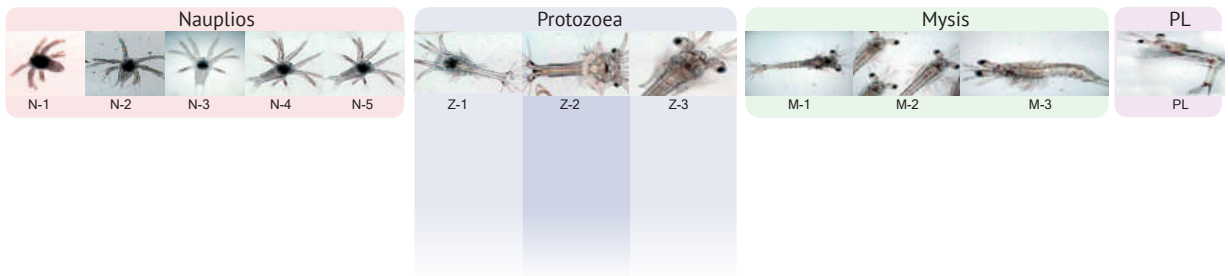 Nauplios Protozoea Mysis PL
N-1 N-2 N-3 N-4 N-5 Z-1 Z-2 Z-3 M-1 M-2 M-3 PL